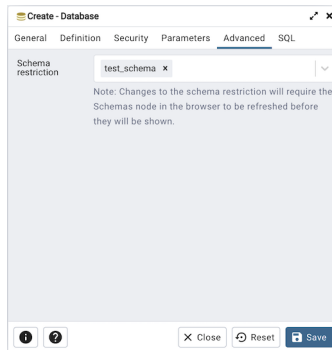 Create - Database
General Definition Security Parameters Advanced SQL
Schema
restriction
test_schema ×
Note: Changes to the schema restriction will require the
Schemas node in the browser to be refreshed before
they will be shown.
Close Reset Save